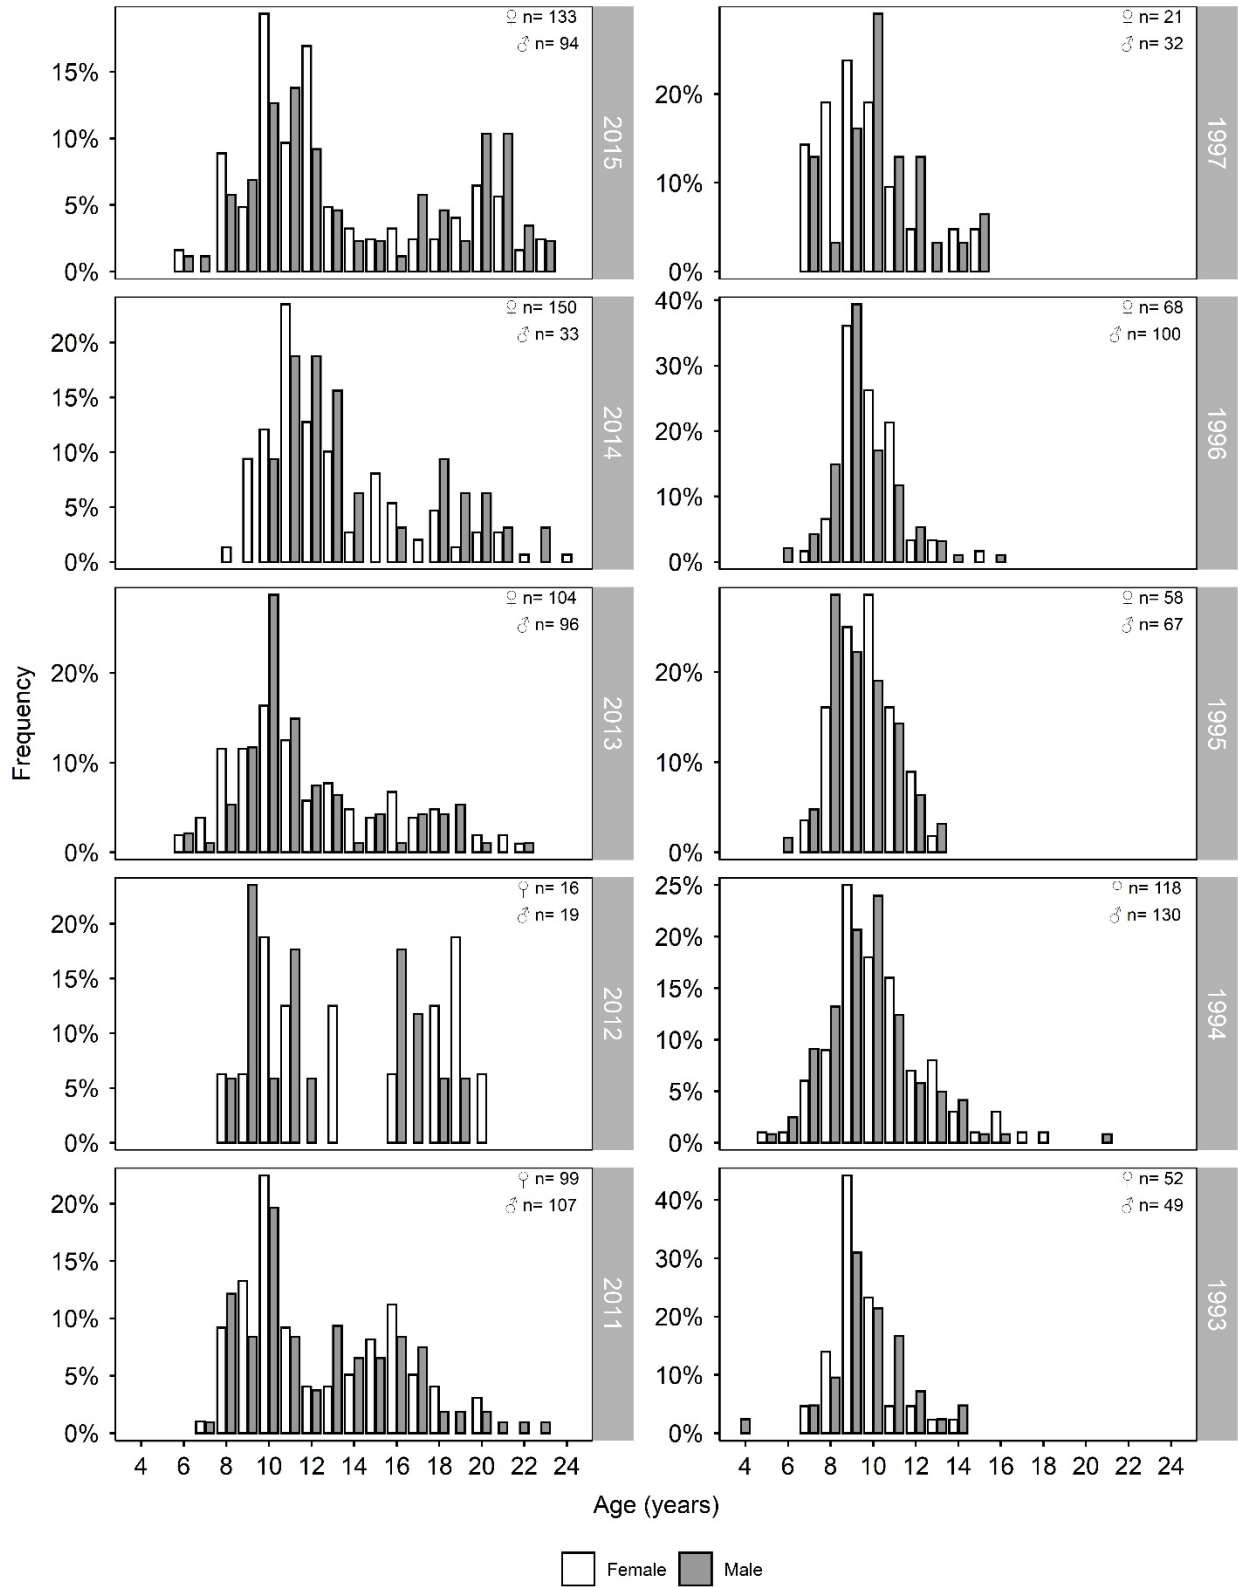 ♀ n= 133
♂ n= 94
15%
10%
5%
0%
2015
♀ n= 21
♂ n= 32
20%
10%
0%
1997
♀ n= 150
♂ n= 33
20%
15%
10%
5%
0%
2014
♀ n= 68
♂ n= 100
40%
30%
20%
10%
0%
1996
♀ n= 104
♂ n= 96
20%
10%
0%
2013
♀ n= 58
♂ n= 67
20%
10%
0%
1995
Frequency
♀ n= 16
♂ n= 19
20%
15%
10%
5%
0%
2012
♀ n= 118
♂ n= 130
25%
20%
15%
10%
5%
0%
1994
♀ n= 99
♂ n= 107
20%
15%
10%
5%
0%
2011
♀ n= 52
♂ n= 49
40%
30%
20%
10%
0%
1993
4 6 8 10 12 14 16 18 20 22 24
4 6 8 10 12 14 16 18 20 22 24
Age (years)
Female Male